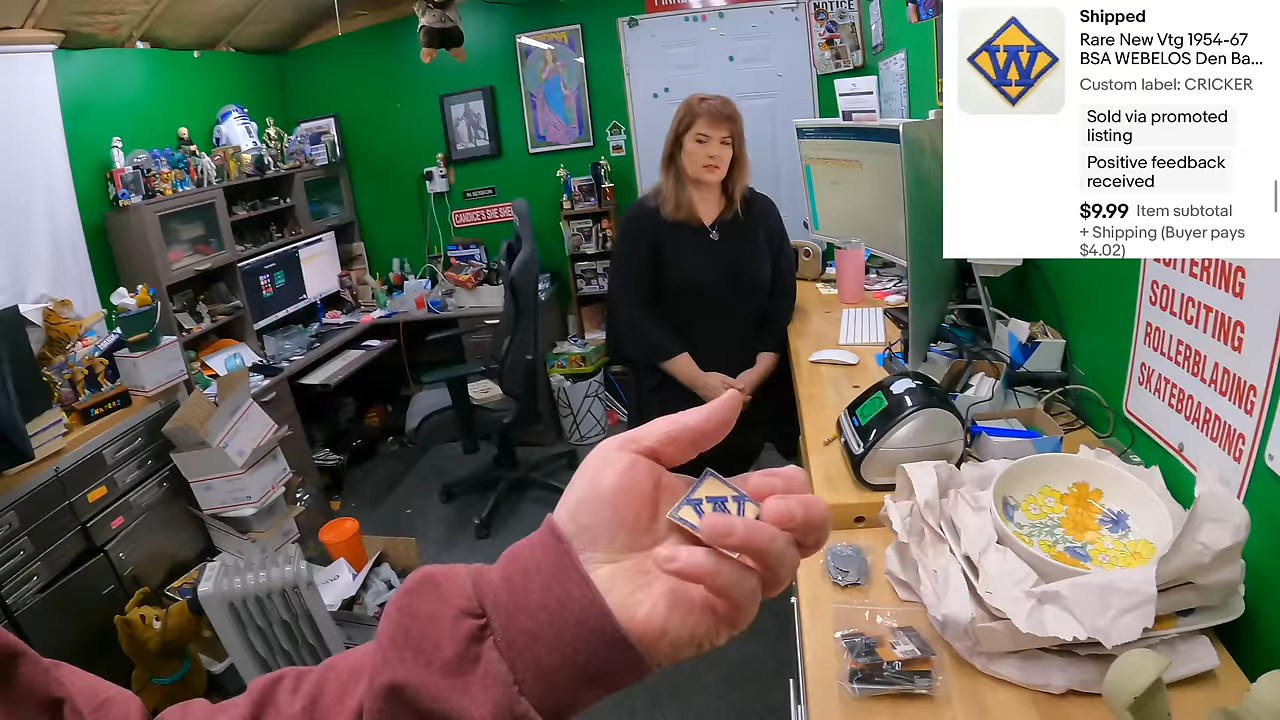 NOTICE
Shipped
Rare New Vtg 1954-67
BSA WEBELOS Den Ba...
Custom label: CRICKER
Sold via promoted
listing
Positive feedback
received
$9.99 Item subtotal
+ Shipping (Buyer pays
$4.02)
IN SESSION
CANDICE'S SHE SHED
SOLICITING
ROLLERBLADING
SKATEBOARDING
W